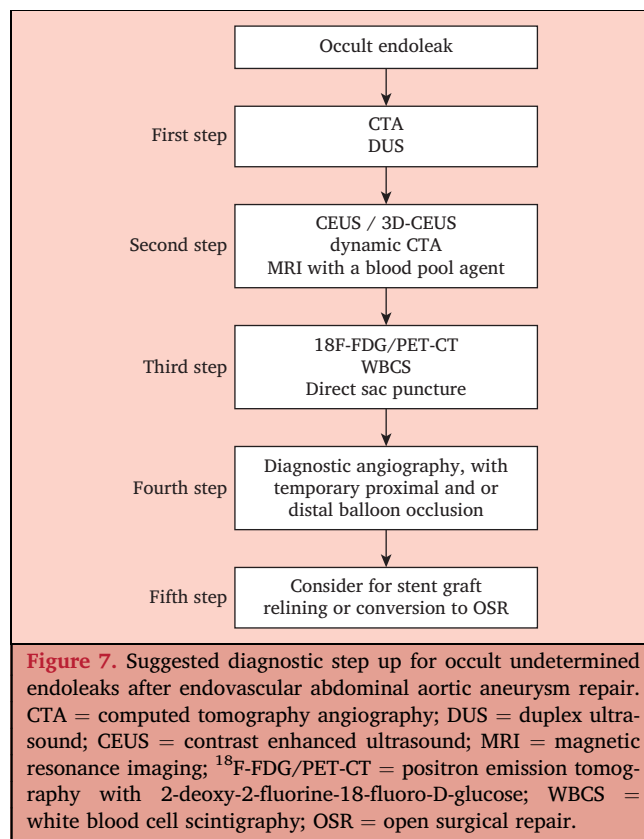 Occult endoleak
First step
CTA
DUS
Second step
CEUS / 3D-CEUS
dynamic CTA
MRI with a blood pool agent
Third step
18F-FDG/PET-CT
WBCS
Direct sac puncture
Fourth step
Diagnostic angiography, with
temporary proximal and or
distal balloon occlusion
Fifth step
Consider for stent graft
relining or conversion to OSR
Figure 7. Suggested diagnostic step up for occult undetermined
endoleaks after endovascular abdominal aortic aneurysm repair.
CTA = computed tomography angiography; DUS = duplex ultra-
sound; CEUS = contrast enhanced ultrasound; MRI = magnetic
resonance imaging; ¹⁸F-FDG/PET-CT = positron emission tomog-
raphy with 2-deoxy-2-fluorine-18-fluoro-D-glucose; WBCS =
white blood cell scintigraphy; OSR = open surgical repair.